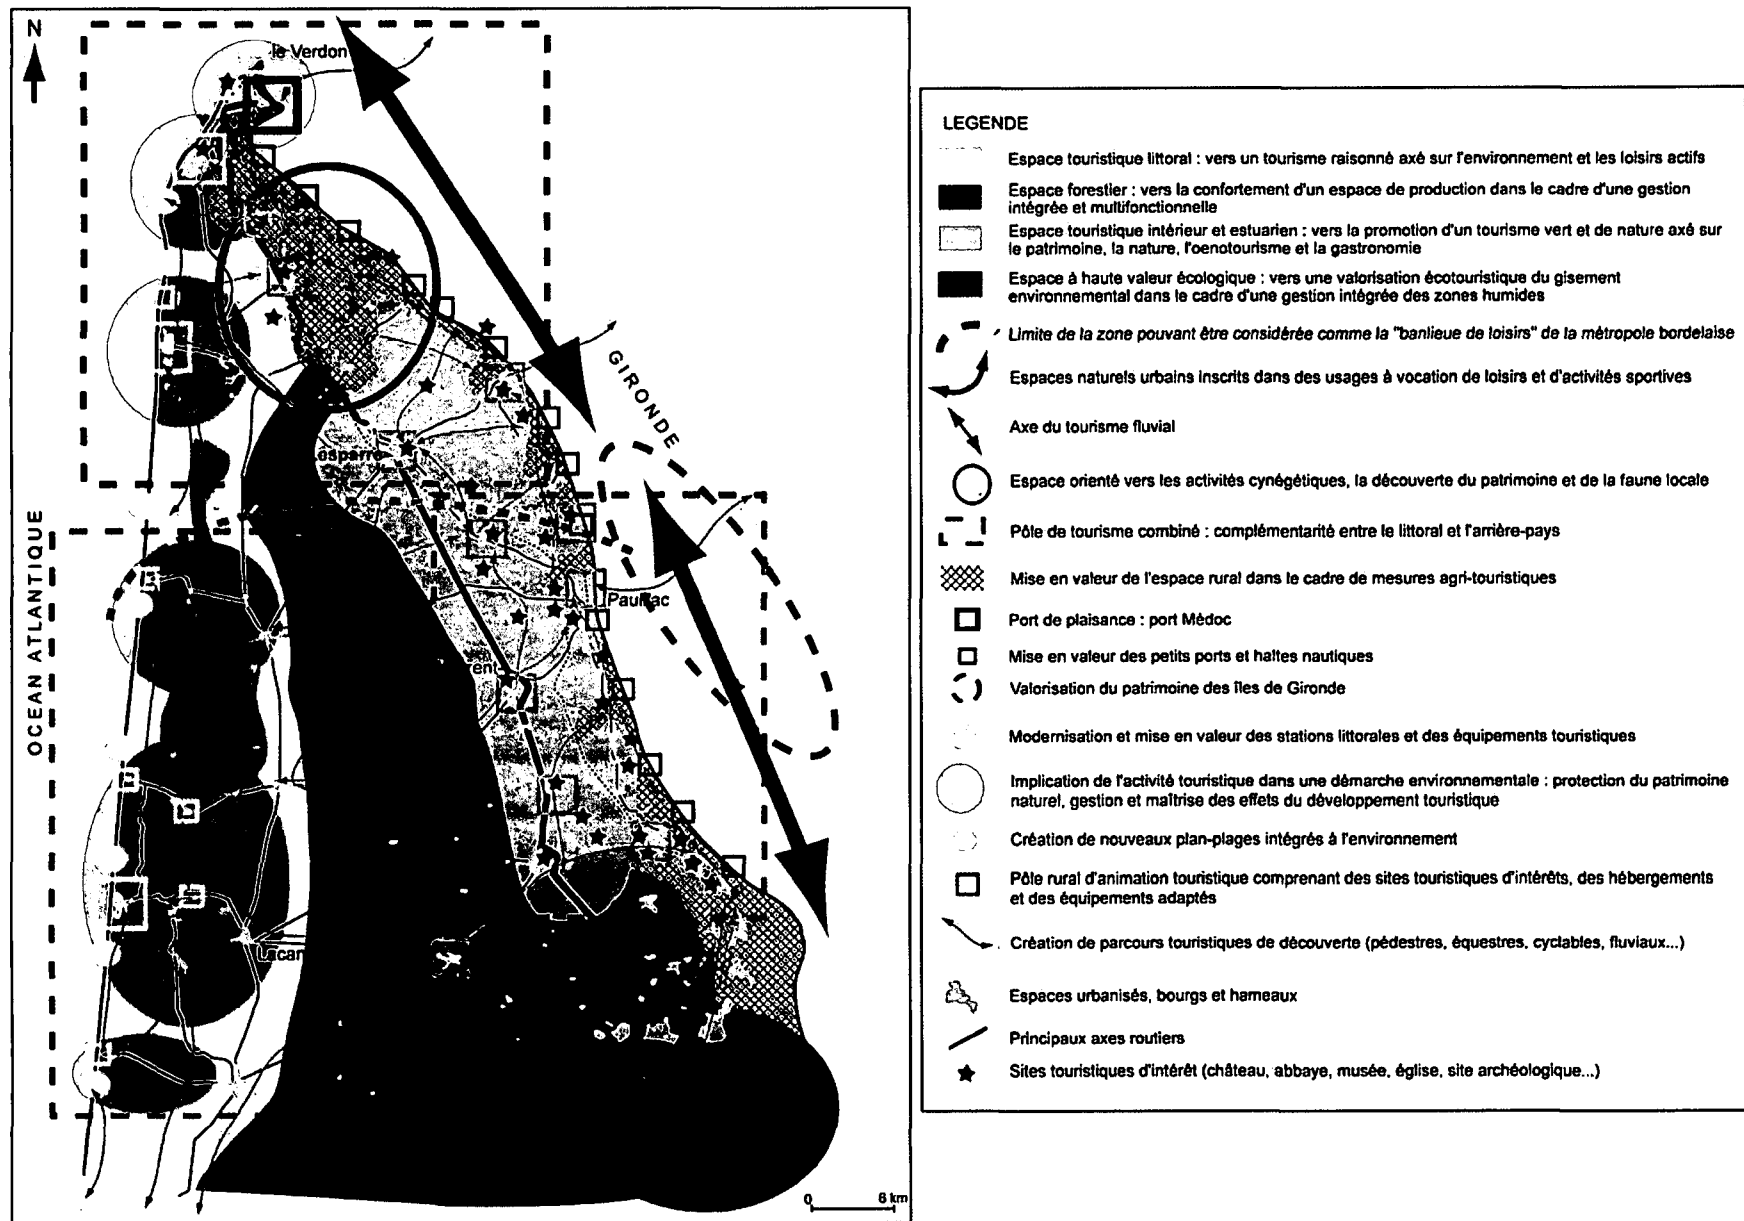 N
le Verdon
GIRONDE
OCEAN ATLANTIQUE
Pauillac
0 6 km
LEGENDE
Espace touristique littoral : vers un tourisme raisonné axé sur l'environnement et les loisirs actifs
Espace forestier : vers la confortement d'un espace de production dans le cadre d'une gestion
intégrée et multifonctionnelle
Espace touristique intérieur et estuarien : vers la promotion d'un tourisme vert et de nature axé sur
le patrimoine, la nature, l'oenotourisme et la gastronomie
Espace à haute valeur écologique : vers une valorisation écotouristique du gisement
environnemental dans le cadre d'une gestion intégrée des zones humides
Limite de la zone pouvant être considérée comme la "banlieue de loisirs" de la métropole bordelaise
Espaces naturels urbains inscrits dans des usages à vocation de loisirs et d'activités sportives
Axe du tourisme fluvial
Espace orienté vers les activités cynégétiques, la découverte du patrimoine et de la faune locale
Pôle de tourisme combiné : complémentarité entre le littoral et l'arrière-pays
Mise en valeur de l'espace rural dans le cadre de mesures agri-touristiques
Port de plaisance : port Médoc
Mise en valeur des petits ports et haltes nautiques
Valorisation du patrimoine des îles de Gironde
Modernisation et mise en valeur des stations littorales et des équipements touristiques
Implication de l'activité touristique dans une démarche environnementale : protection du patrimoine
naturel, gestion et maîtrise des effets du développement touristique
Création de nouveaux plan-plages intégrés à l'environnement
Pôle rural d'animation touristique comprenant des sites touristiques d'intérêts, des hébergements
et des équipements adaptés
Création de parcours touristiques de découverte (pédestres, équestres, cyclables, fluviaux...)
Espaces urbanisés, bourgs et hameaux
Principaux axes routiers
Sites touristiques d'intérêt (château, abbaye, musée, église, site archéologique...)